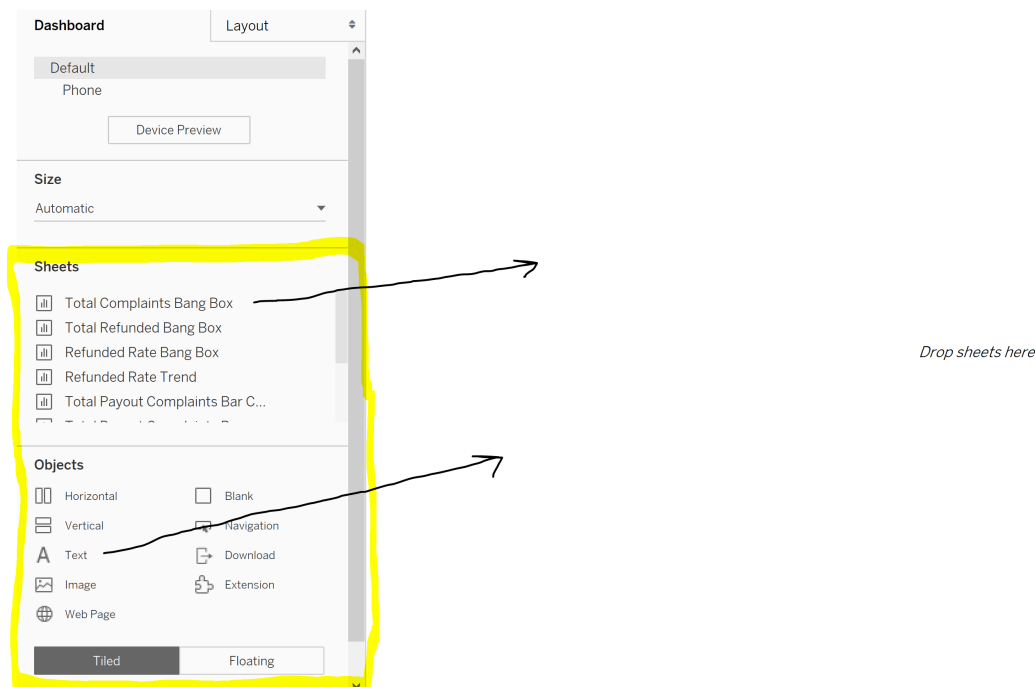 Dashboard Layout
Default
Phone
Device Preview
Size
Automatic
Sheets
Total Complaints Bang Box
Total Refunded Bang Box
Refunded Rate Bang Box
Refunded Rate Trend
Total Payout Complaints Bar C...
Drop sheets here
Objects
Horizontal Blank
Vertical Navigation
Text Download
Image Extension
Web Page
Tiled Floating